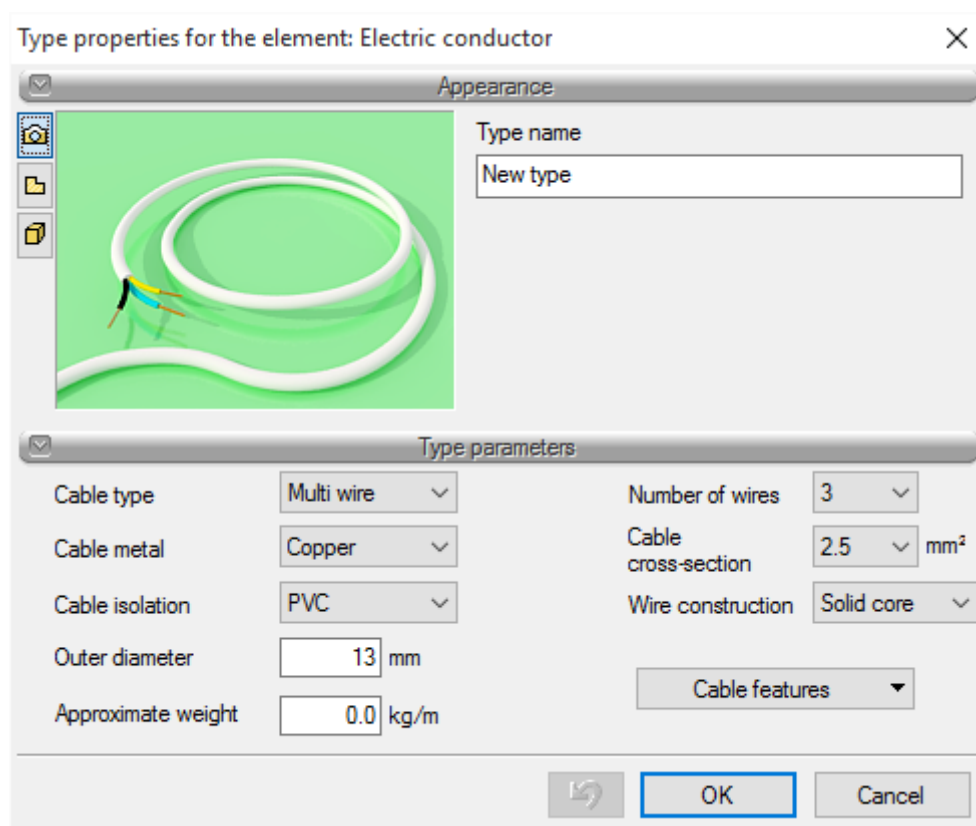 Type properties for the element: Electric conductor
Appearance
Type name
New type
Type parameters
Cable type Multi wire Number of wires 3
Cable metal Copper Cable cross-section 2.5 mm²
Cable isolation PVC Wire construction Solid core
Outer diameter 13 mm
Cable features
Approximate weight 0.0 kg/m
OK Cancel